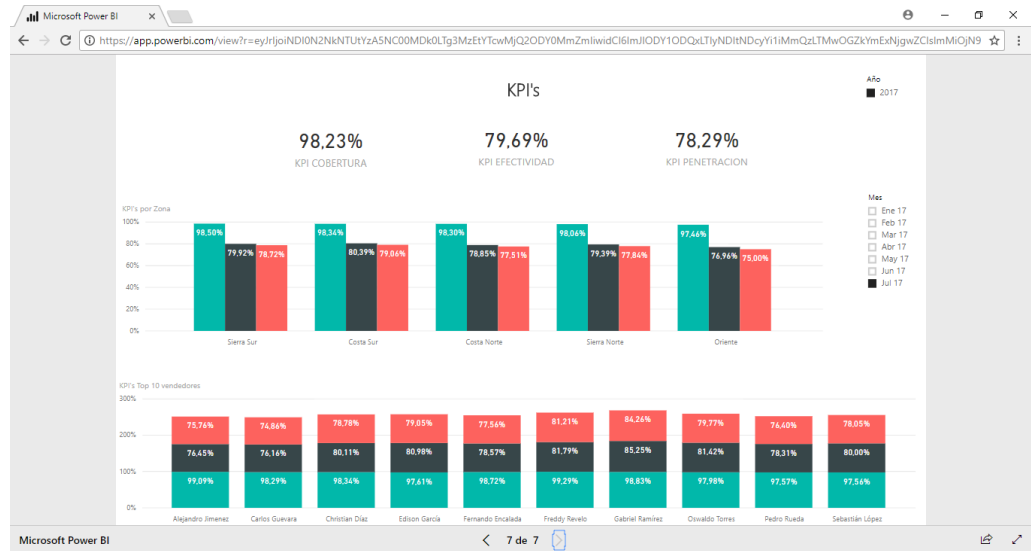 Microsoft Power BI
https://app.powerbi.com/view?r=eyJrIjoiNDI0N2NkNTUtYzA5NC00MDk0LTg3MzEtYTcwMjQ2ODY0MmZmIiwidCI6ImJlODY1ODQxLTIyNDItNDcyYi1iMmQzLTMwOGZkYmExNjgwZCIsImMiOjN9
KPI's
Año
2017
98,23%
79,69%
78,29%
KPI COBERTURA
KPI EFECTIVIDAD
KPI PENETRACION
Mes
Ene 17
Feb 17
Mar 17
Abr 17
May 17
Jun 17
Jul 17
KPI's por Zona
100%
80%
60%
40%
20%
0%
98,50%
79,92%
78,72%
98,34%
80,39%
79,06%
98,30%
78,85%
77,51%
98,06%
79,39%
77,84%
97,46%
76,96%
75,00%
Sierra Sur
Costa Sur
Costa Norte
Sierra Norte
Oriente
KPI's Top 10 vendedores
300%
200%
100%
0%
75,76%
74,86%
78,78%
79,05%
77,56%
81,21%
84,26%
79,77%
76,40%
78,05%
76,45%
76,16%
80,11%
80,98%
78,57%
81,79%
85,25%
81,42%
78,31%
80,00%
99,09%
98,29%
98,34%
97,61%
98,72%
99,29%
98,83%
97,98%
97,57%
97,56%
Alejandro Jimenez
Carlos Guevara
Christian Díaz
Edison García
Fernando Encalada
Freddy Revelo
Gabriel Ramírez
Oswaldo Torres
Pedro Rueda
Sebastián López
Microsoft Power BI
7 de 7